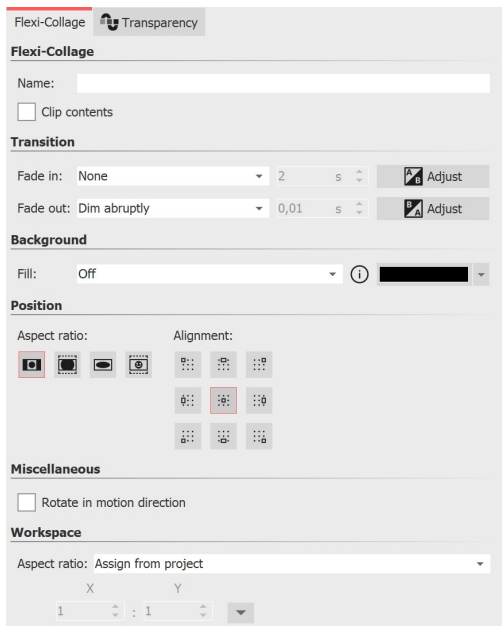 Flexi-Collage Transparency
Flexi-Collage
Name:
Clip contents
Transition
Fade in: None 2 s A B Adjust
Fade out: Dim abruptly 0,01 s B A Adjust
Background
Fill: Off i
Position
Aspect ratio: Alignment:
Miscellaneous
Rotate in motion direction
Workspace
Aspect ratio: Assign from project
X Y
1 : 1